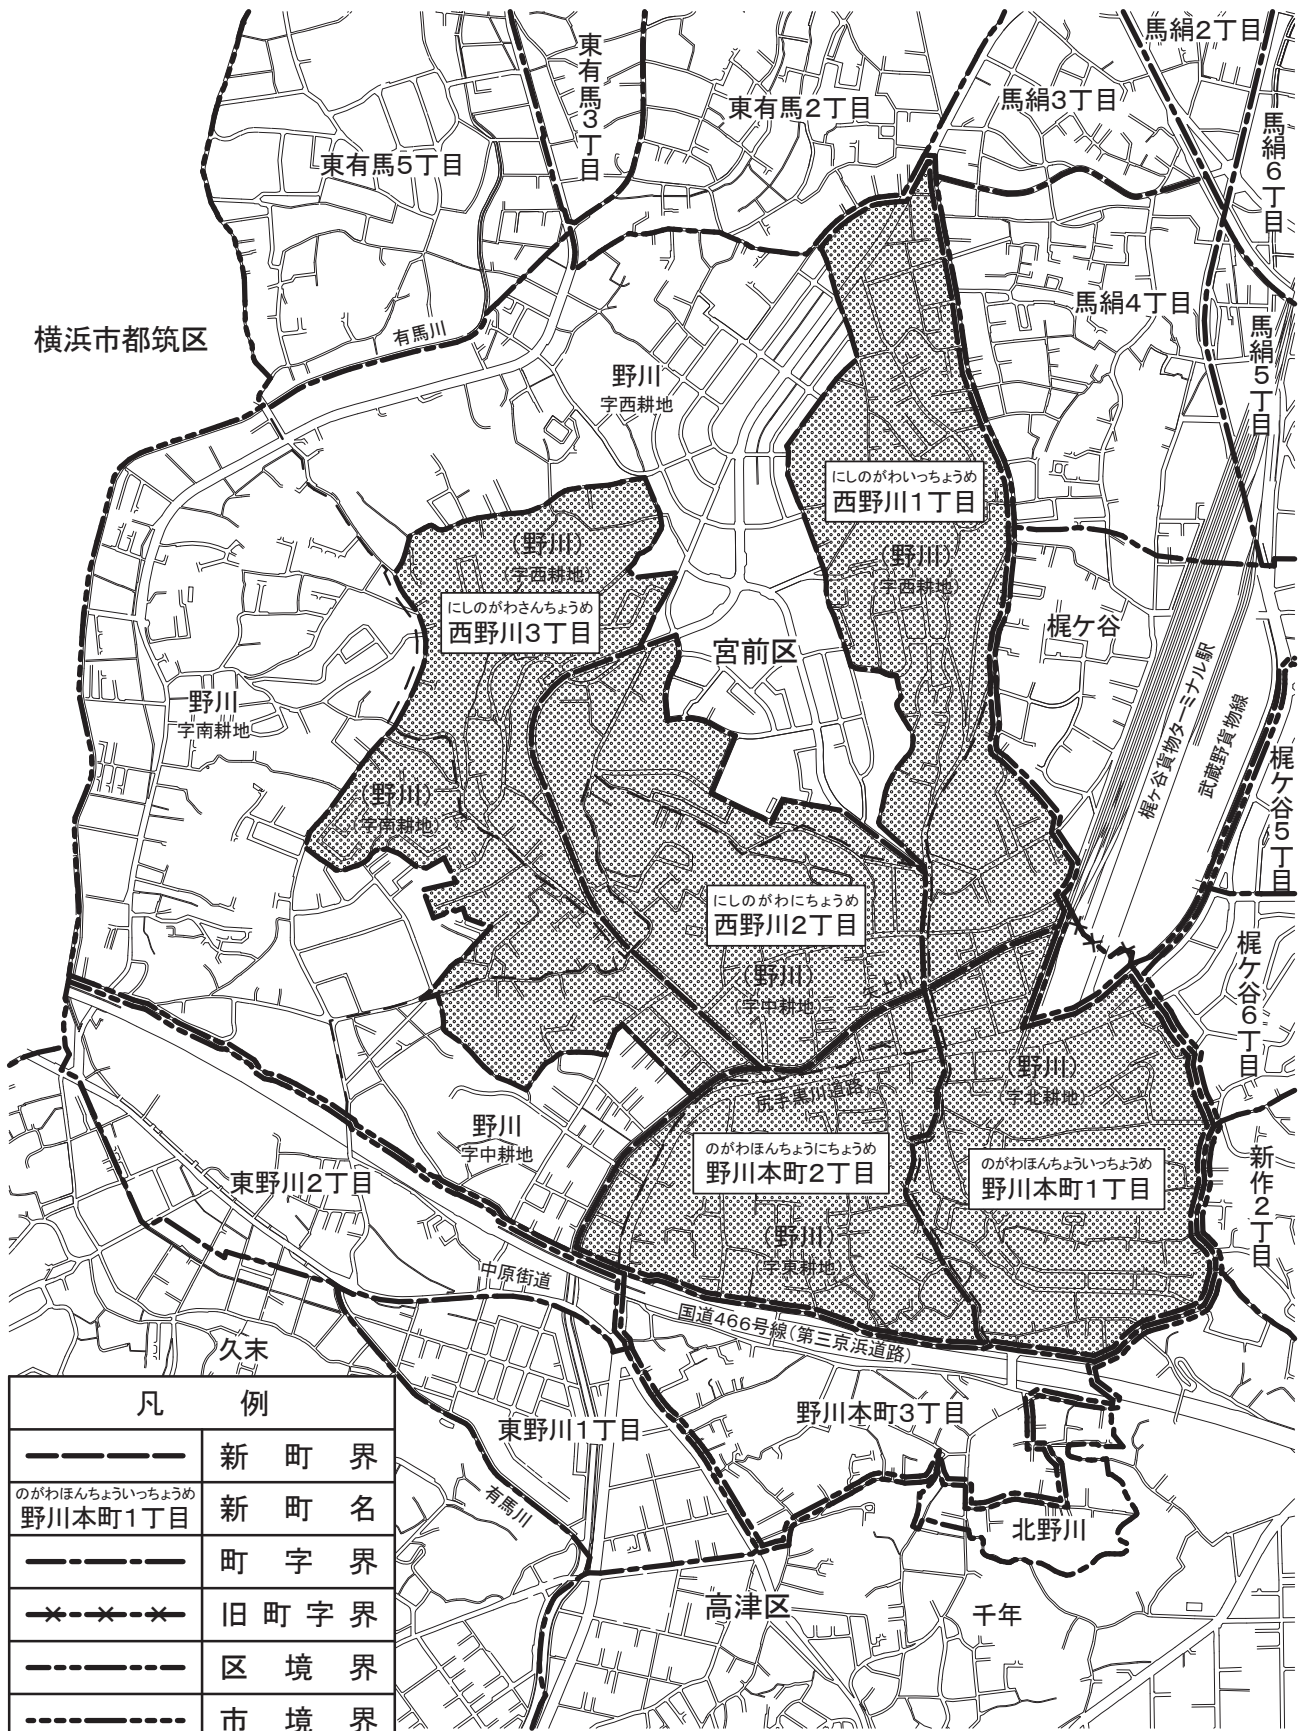 馬絹2丁目
東有馬3丁目
東有馬2丁目
馬絹3丁目
馬絹6丁目
東有馬5丁目
横浜市都筑区
有馬川
馬絹4丁目
馬絹5丁目
野川
字西耕地
にしのがわいっちょうめ
西野川1丁目
(野川)
(字西耕地)
(野川)
(字西耕地)
にしのがわさんちょうめ
西野川3丁目
宮前区
梶ケ谷
梶ヶ谷貨物ターミナル駅
武蔵野貨物線
野川
字南耕地
(野川)
(字南耕地)
梶ケ谷5丁目
にしのがわにちょうめ
西野川2丁目
(野川)
(字中耕地)
矢上川
梶ケ谷6丁目
(野川)
(字北耕地)
尻手黒川道路
野川
字中耕地
のがわほんちょうにちょうめ
野川本町2丁目
のがわほんちょういっちょうめ
野川本町1丁目
新作2丁目
東野川2丁目
(野川)
(字東耕地)
中原街道
国道466号線(第三京浜道路)
久末
野川本町3丁目
東野川1丁目
有馬川
北野川
高津区
千年
凡 例
新町界
のがわほんちょういっちょうめ
野川本町1丁目
新町名
町字界
旧町字界
区境界
市境界